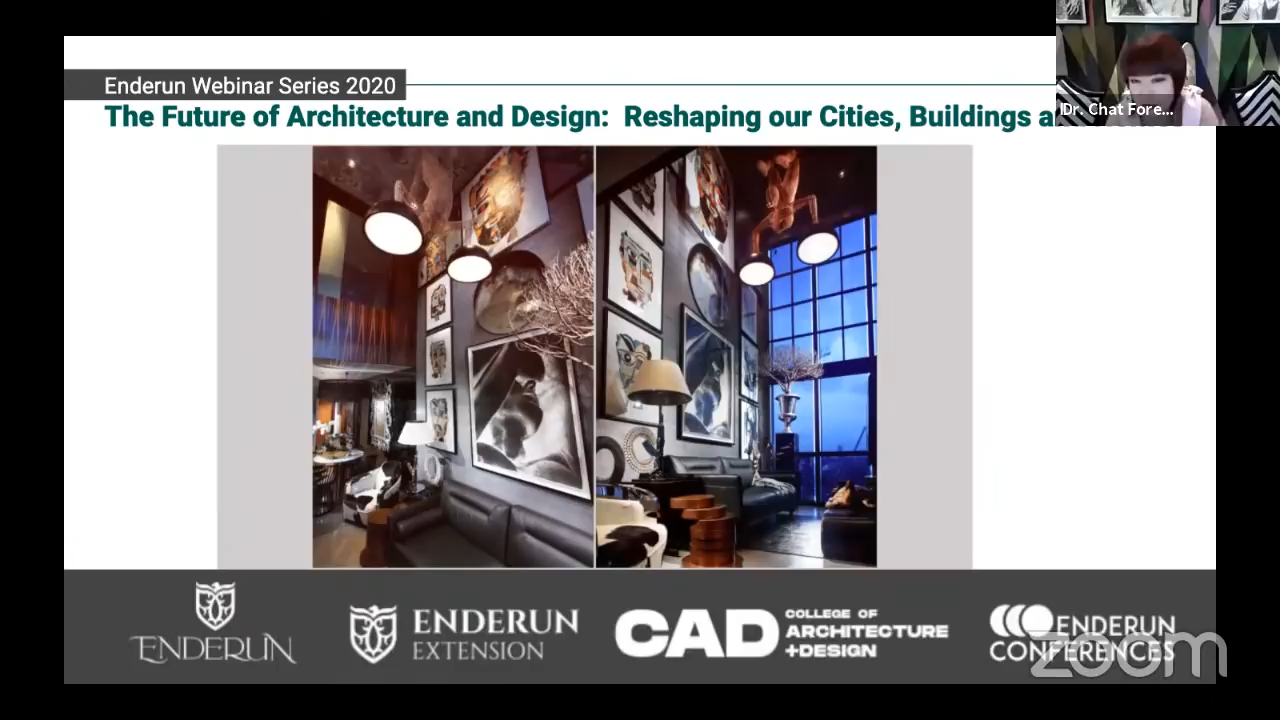 Enderun Webinar Series 2020
The Future of Architecture and Design: Reshaping our Cities, Buildings a
Dr. Chat Fore...
ENDERUN
ENDERUN
EXTENSION
CAD
COLLEGE OF
ARCHITECTURE
+DESIGN
ENDERUN
CONFERENCES
zoom